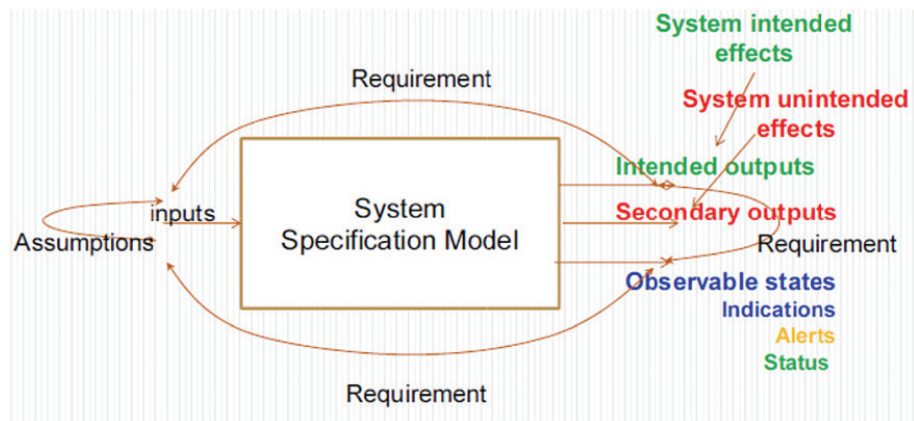 System intended
effects
Requirement
System unintended
effects
Intended outputs
System
Specification Model
inputs
Secondary outputs
Assumptions
Requirement
Observable states
Indications
Alerts
Status
Requirement